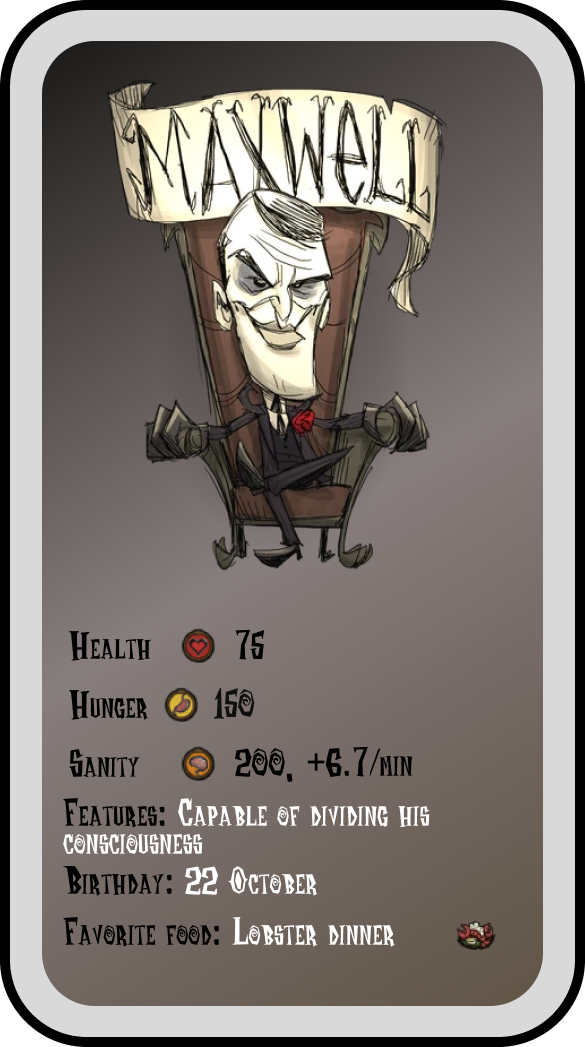 MAXWELL
HEALTH 75
HUNGER 150
SANITY 200, +6.7/MIN
FEATURES: CAPABLE OF DIVIDING HIS
CONSCIOUSNESS
BIRTHDAY: 22 OCTOBER
FAVORITE FOOD: LOBSTER DINNER